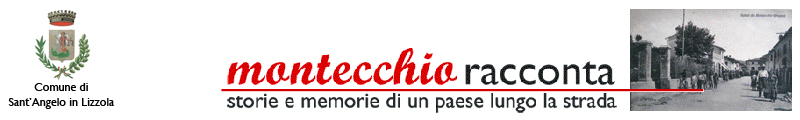 Comune di
Sant'Angelo in Lizzola
montecchio racconta
storie e memorie di un paese lungo la strada